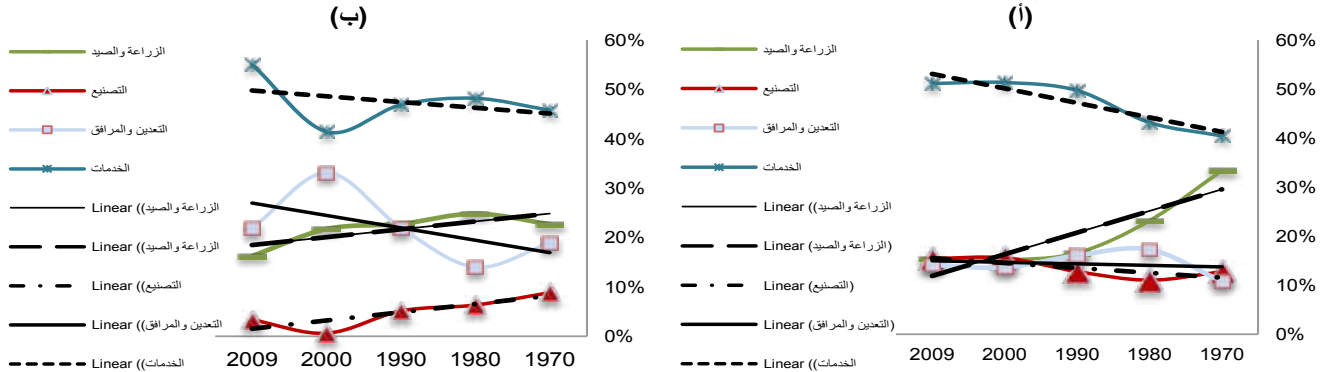 (أ)
60%
50%
40%
30%
20%
10%
0%
1970
1980
1990
2000
2009
الزراعة والصيد
التصنيع
التعدين والمرافق
الخدمات
Linear ((الزراعة والصيد
Linear (الزراعة والصيد)
Linear (التصنيع)
Linear (التعدين والمرافق)
Linear ((الخدمات
(ب)
60%
50%
40%
30%
20%
10%
0%
1970
1980
1990
2000
2009
الزراعة والصيد
التصنيع
التعدين والمرافق
الخدمات
Linear ((الزراعة والصيد
Linear ((الزراعة والصيد
Linear ((التصنيع
Linear ((التعدين والمرافق
Linear ((الخدمات